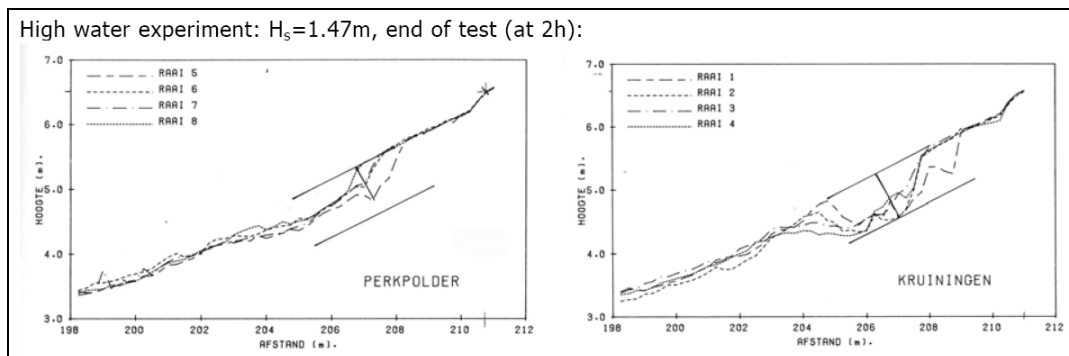 High water experiment: Hs=1.47m, end of test (at 2h):
7.0
6.0
5.0
4.0
3.0
HOOGTE (m).
RAAI 5
RAAI 6
RAAI 7
RAAI 8
PERKPOLDER
198 200 202 204 206 208 210 212
AFSTAND (m).
7.0
6.0
5.0
4.0
3.0
HOOGTE (m).
RAAI 1
RAAI 2
RAAI 3
RAAI 4
KRUININGEN
198 200 202 204 206 208 210 212
AFSTAND (m).